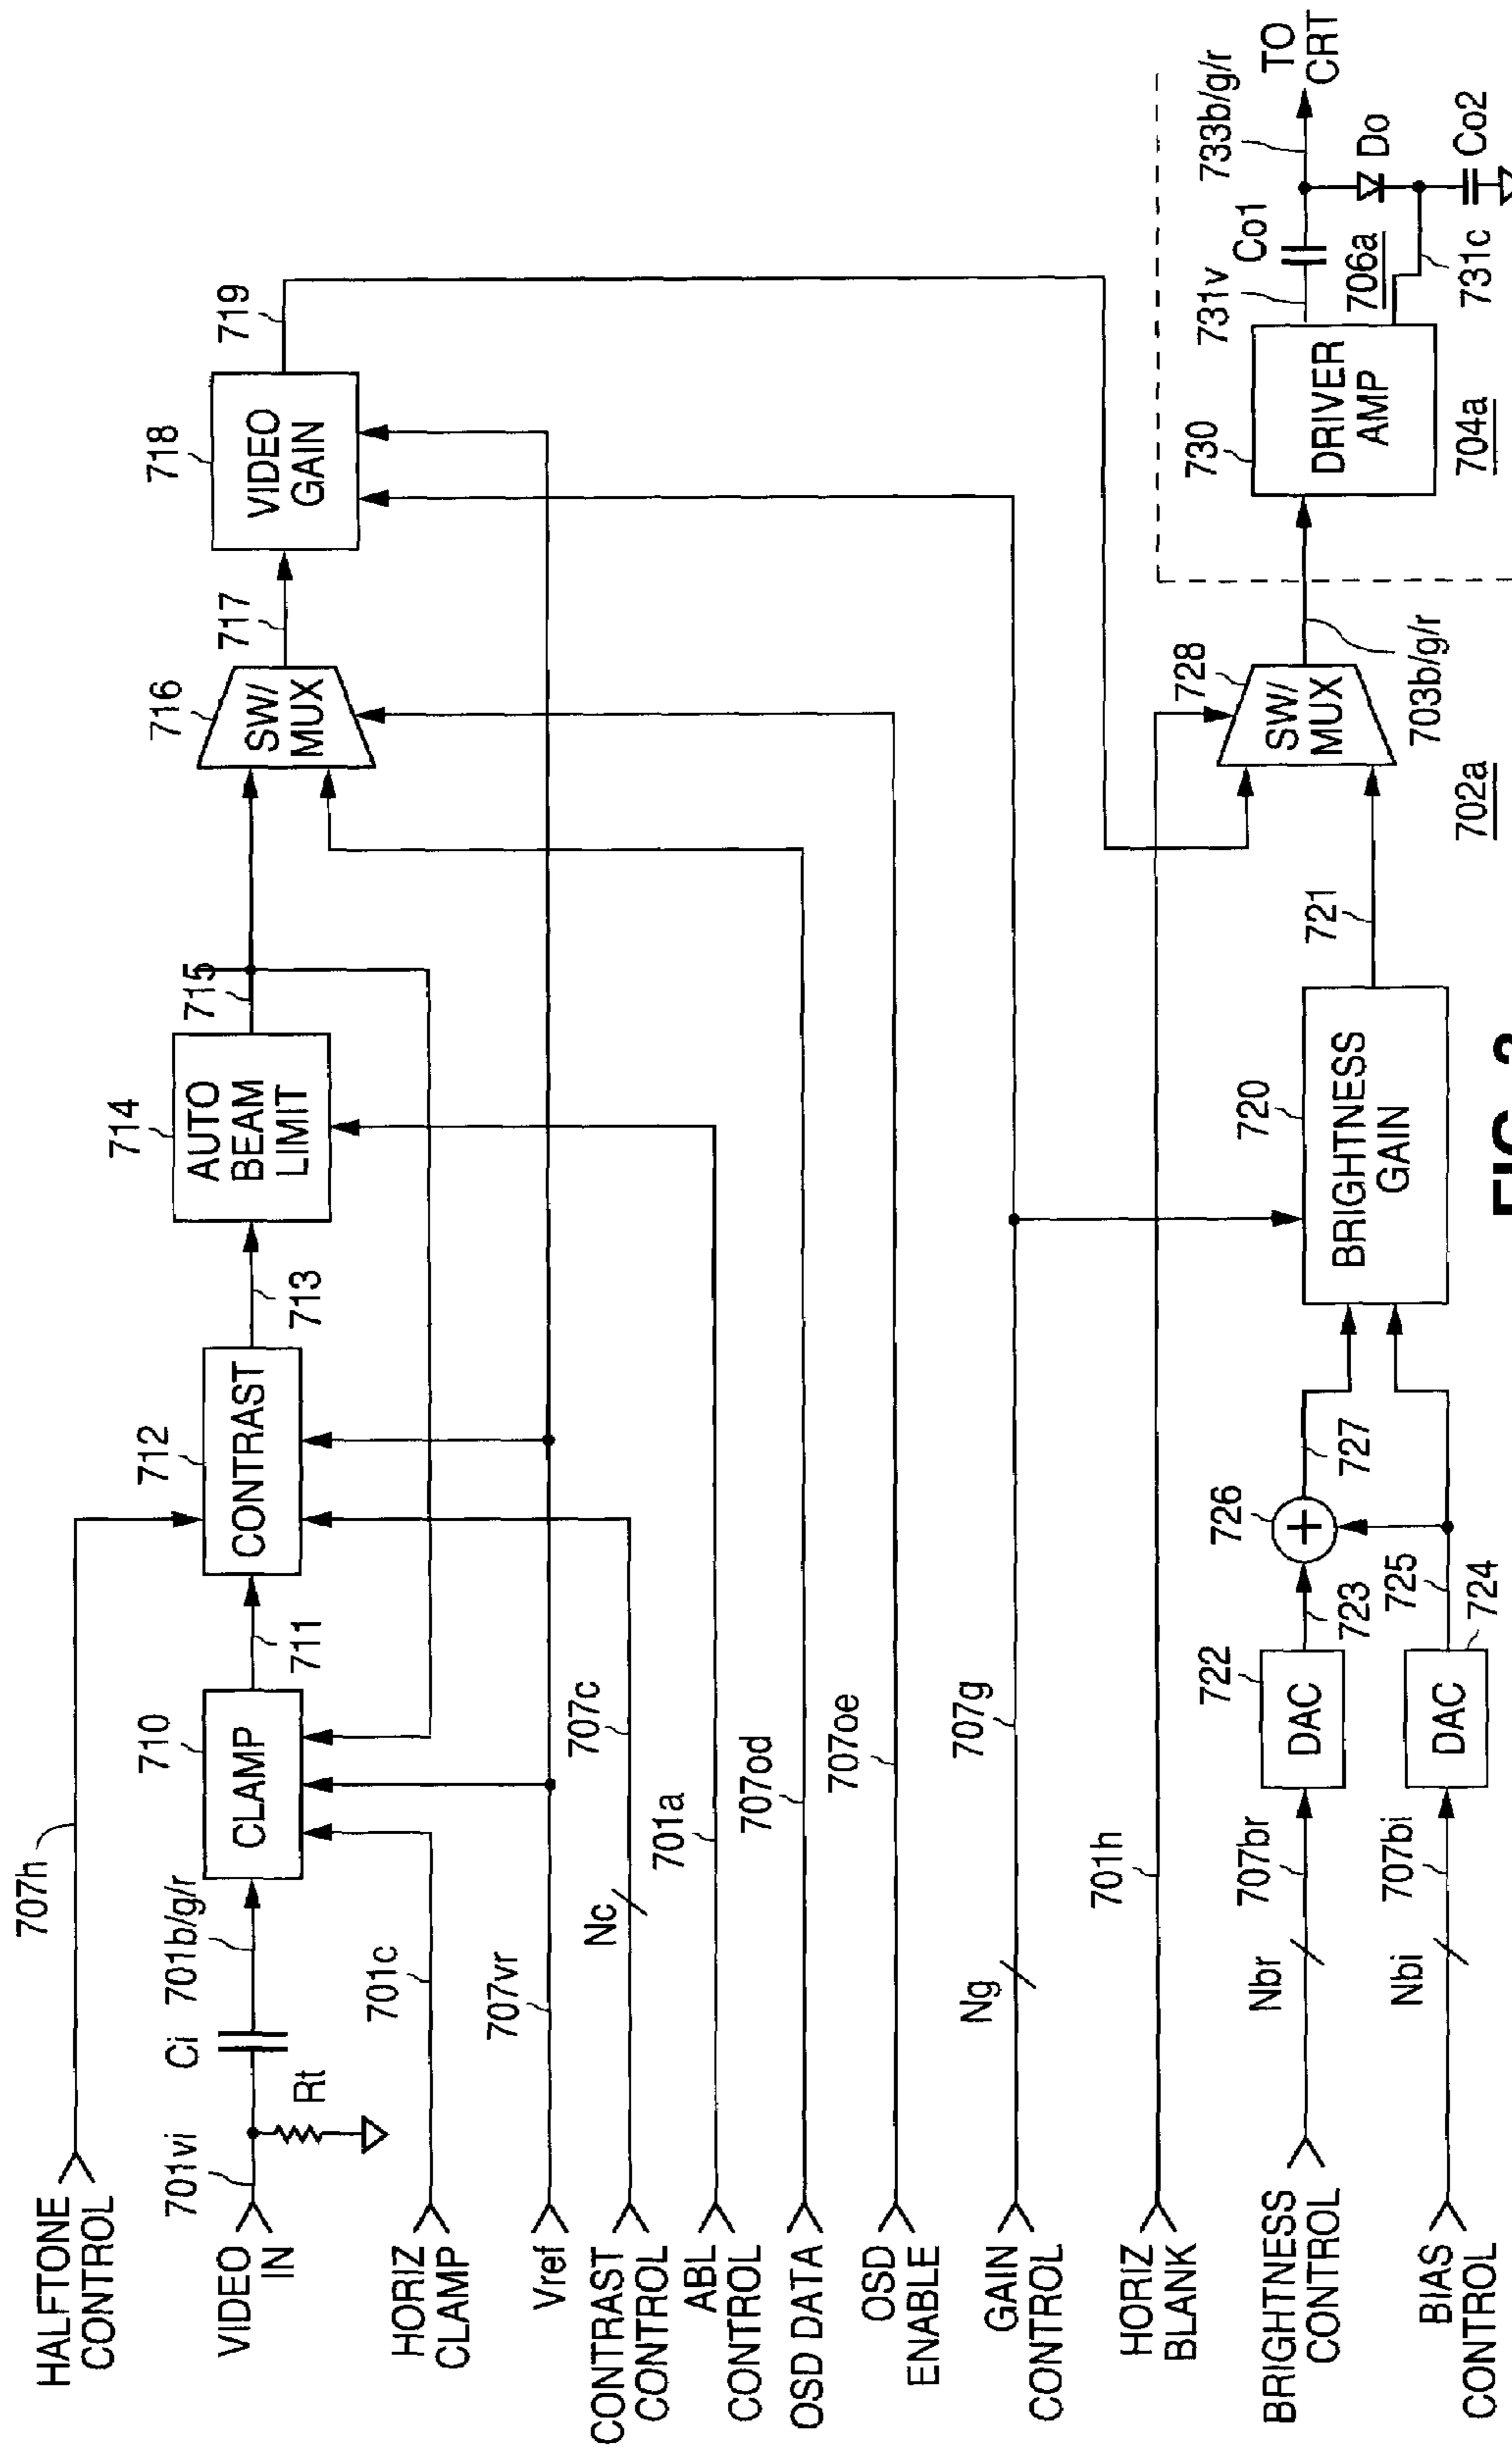 HALFTONE
CONTROL
707h
701vi
VIDEO
IN
Rt
Ci
701b/g/r
710
CLAMP
711
712
CONTRAST
713
714
AUTO
BEAM
LIMIT
715
716
SW/
MUX
717
718
VIDEO
GAIN
719
HORIZ
CLAMP
701c
Vref
707vr
CONTRAST
CONTROL
Nc
707c
ABL
CONTROL
701a
OSD DATA
707od
OSD
ENABLE
707oe
GAIN
CONTROL
Ng
707g
HORIZ
BLANK
701h
BRIGHTNESS
CONTROL
Nbr
707br
722
DAC
723
726
+
727
BIAS
CONTROL
Nbi
707bi
DAC
724
725
720
BRIGHTNESS
GAIN
721
728
SW/
MUX
703b/g/r
702a
730
DRIVER
AMP
704a
731v
Co1
706a
731c
733b/g/r
Do
Co2
TO
CRT